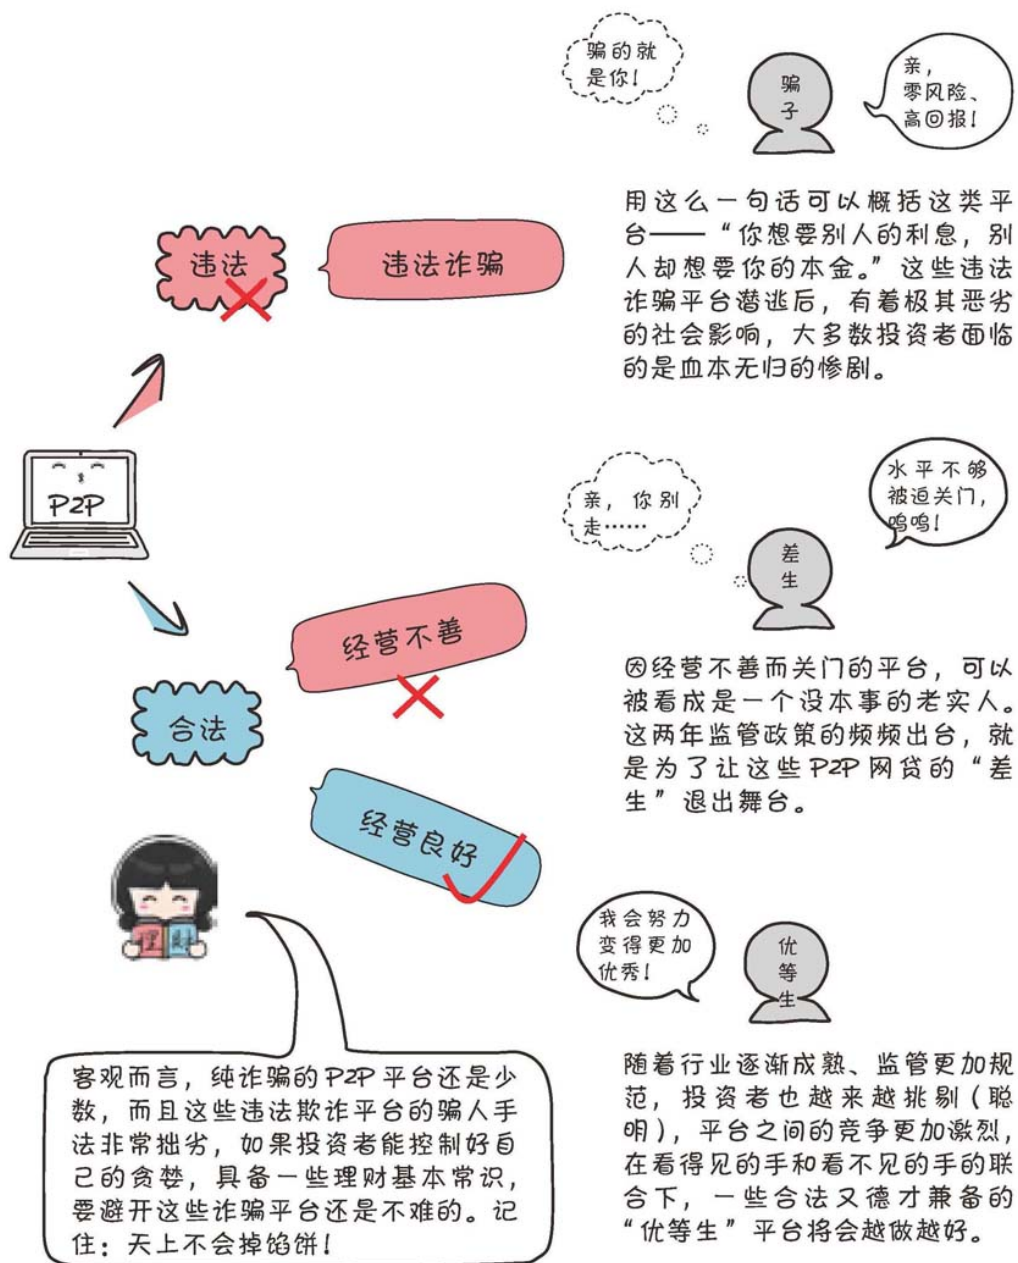 骗的就
是你！
骗
子
亲，
零风险、
高回报！
用这么一句话可以概括这类平
台——“你想要别人的利息，别
人却想要你的本金。”这些违法
诈骗平台潜逃后，有着极其恶劣
的社会影响，大多数投资者面临
的是血本无归的惨剧。
违法
违法诈骗
P2P
亲，你别
走……
差
生
水平不够
被迫关门，
呜呜！
经营不善
因经营不善而关门的平台，可以
被看成是一个没本事的老实人。
这两年监管政策的频频出台，就
是为了让这些P2P网贷的“差
生”退出舞台。
合法
经营良好
理财
我会努力
变得更加
优秀！
优
等
生
随着行业逐渐成熟、监管更加规
范，投资者也越来越挑剔（聪
明），平台之间的竞争更加激烈，
在看得见的手和看不见的手的联
合下，一些合法又德才兼备的
“优等生”平台将会越做越好。
客观而言，纯诈骗的P2P平台还是少
数，而且这些违法欺诈平台的骗人手
法非常拙劣，如果投资者能控制好自
己的贪婪，具备一些理财基本常识，
要避开这些诈骗平台还是不难的。记
住：天上不会掉馅饼！